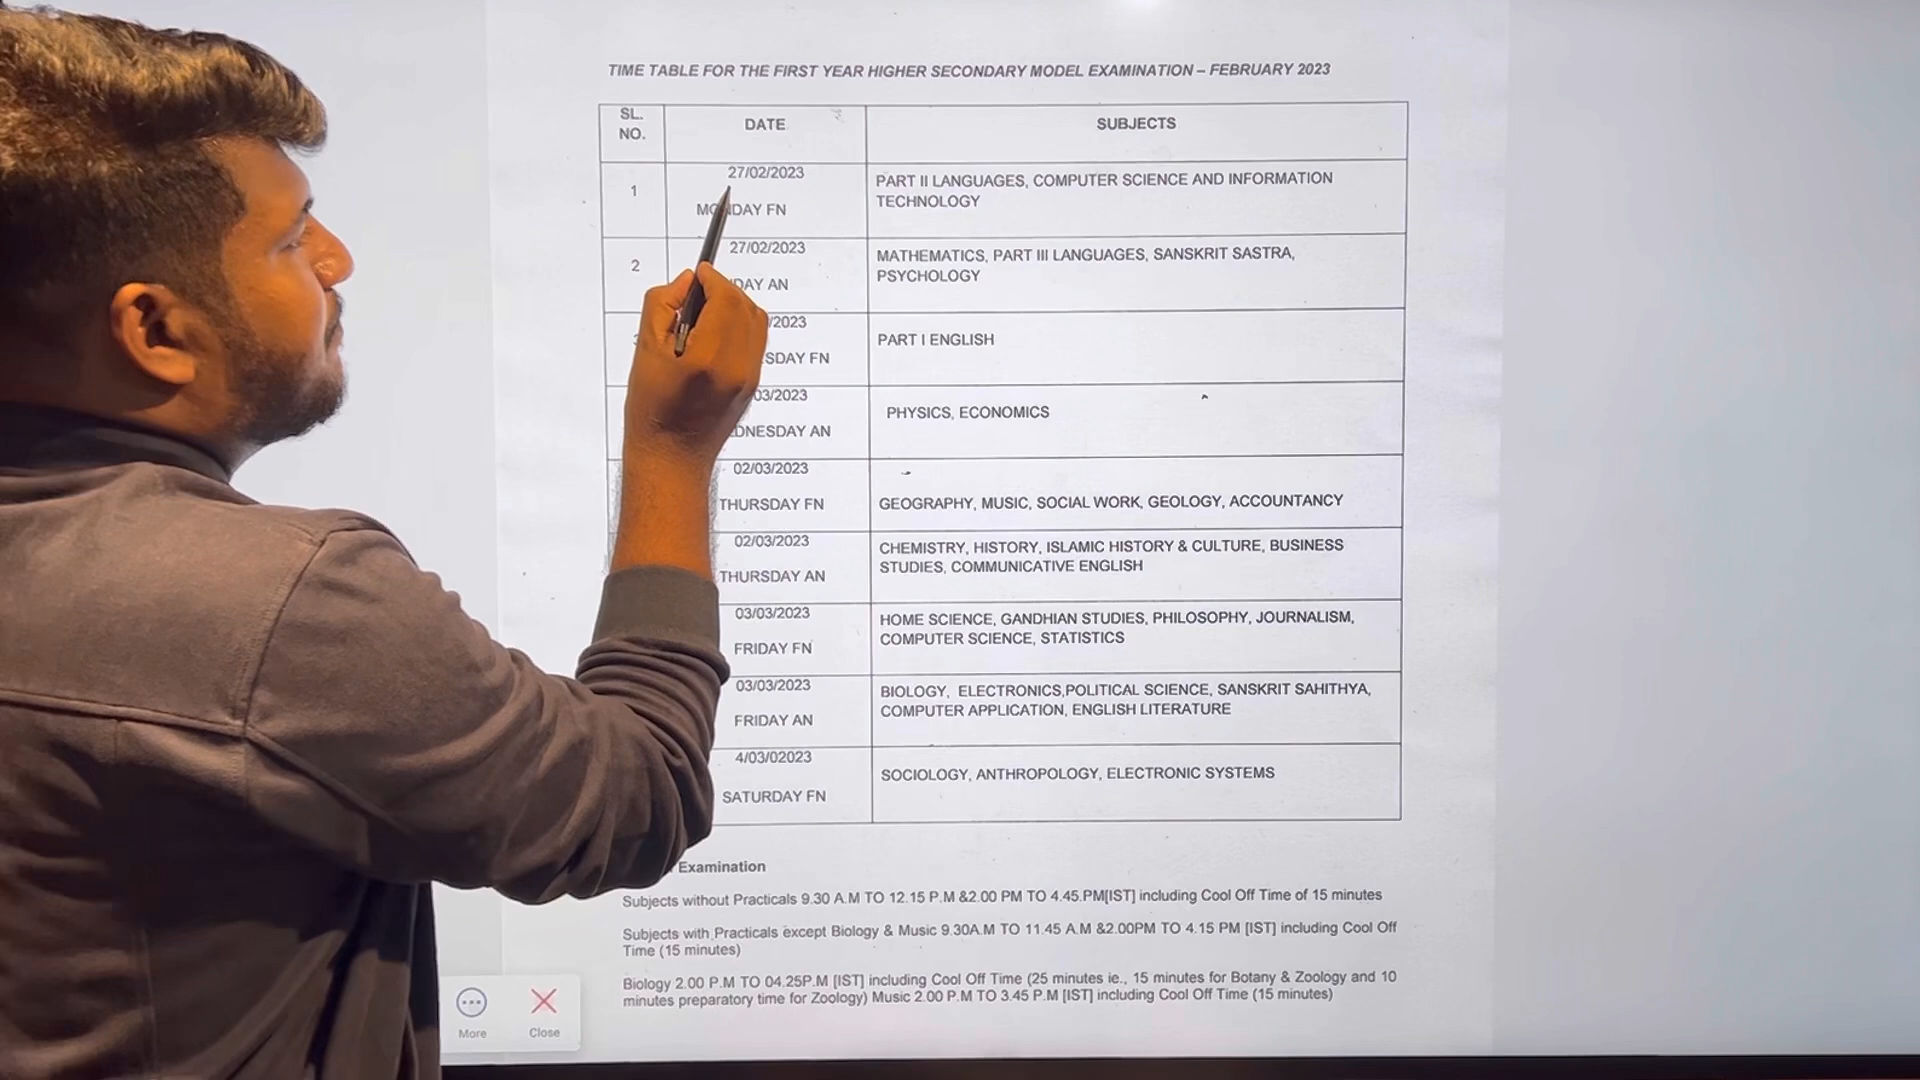 TIME TABLE FOR THE FIRST YEAR HIGHER SECONDARY MODEL EXAMINATION – FEBRUARY 2023
SL.
NO.
DATE
SUBJECTS
1
27/02/2023
MONDAY FN
PART II LANGUAGES, COMPUTER SCIENCE AND INFORMATION
TECHNOLOGY
2
27/02/2023
AN
MATHEMATICS, PART III LANGUAGES, SANSKRIT SASTRA,
PSYCHOLOGY
/2023
FN
PART I ENGLISH
03/2023
AN
PHYSICS, ECONOMICS
02/03/2023
THURSDAY FN
GEOGRAPHY, MUSIC, SOCIAL WORK, GEOLOGY, ACCOUNTANCY
02/03/2023
THURSDAY AN
CHEMISTRY, HISTORY, ISLAMIC HISTORY & CULTURE, BUSINESS
STUDIES, COMMUNICATIVE ENGLISH
03/03/2023
FRIDAY FN
HOME SCIENCE, GANDHIAN STUDIES, PHILOSOPHY, JOURNALISM,
COMPUTER SCIENCE, STATISTICS
03/03/2023
FRIDAY AN
BIOLOGY, ELECTRONICS,POLITICAL SCIENCE, SANSKRIT SAHITHYA,
COMPUTER APPLICATION, ENGLISH LITERATURE
4/03/02023
SATURDAY FN
SOCIOLOGY, ANTHROPOLOGY, ELECTRONIC SYSTEMS
Examination
Subjects without Practicals 9.30 A.M TO 12.15 P.M &2.00 PM TO 4.45.PM[IST] including Cool Off Time of 15 minutes
Subjects with Practicals except Biology & Music 9.30A.M TO 11.45 A.M &2.00PM TO 4.15 PM [IST] including Cool Off
Time (15 minutes)
Biology 2.00 P.M TO 04.25P.M [IST] including Cool Off Time (25 minutes ie., 15 minutes for Botany & Zoology and 10
minutes preparatory time for Zoology) Music 2.00 P.M TO 3.45 P.M [IST] including Cool Off Time (15 minutes)
More
Close